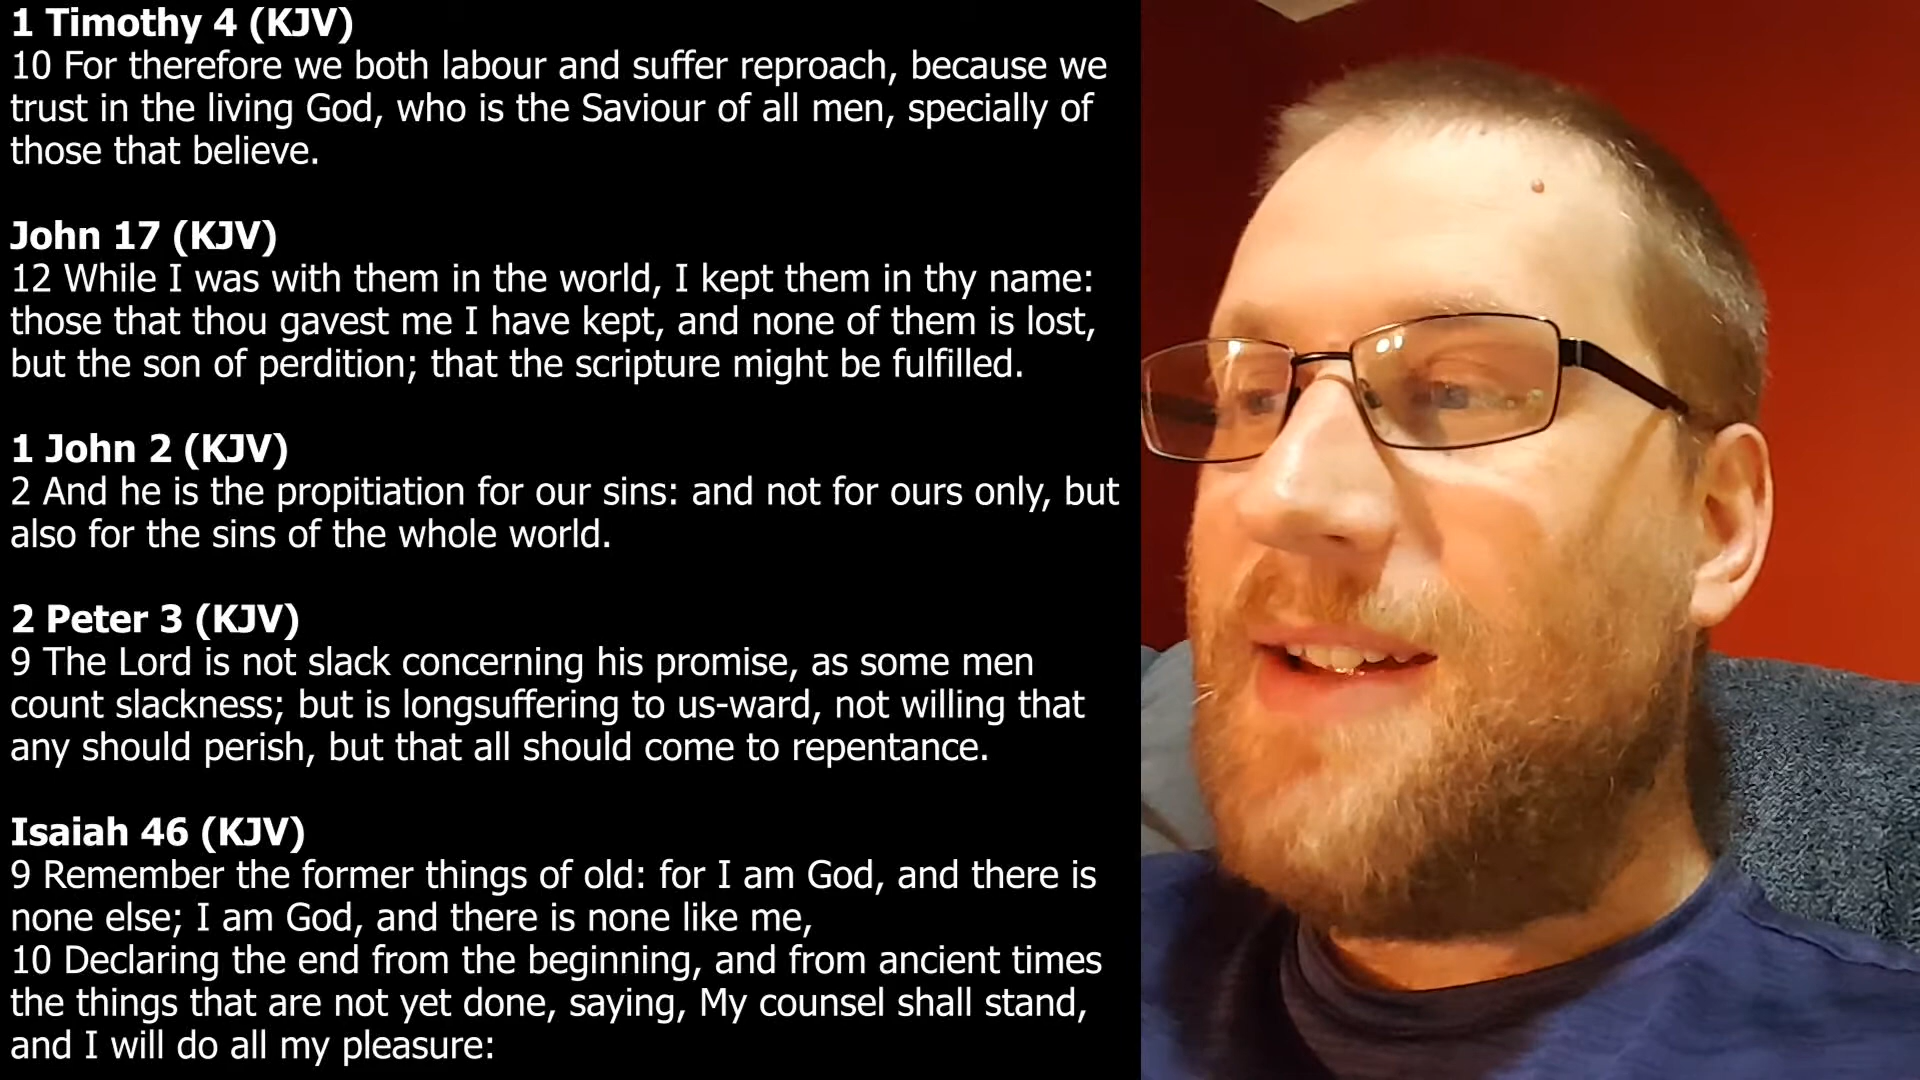 1 Timothy 4 (KJV)
10 For therefore we both labour and suffer reproach, because we
trust in the living God, who is the Saviour of all men, specially of
those that believe.
John 17 (KJV)
12 While I was with them in the world, I kept them in thy name:
those that thou gavest me I have kept, and none of them is lost,
but the son of perdition; that the scripture might be fulfilled.
1 John 2 (KJV)
2 And he is the propitiation for our sins: and not for ours only, but
also for the sins of the whole world.
2 Peter 3 (KJV)
9 The Lord is not slack concerning his promise, as some men
count slackness; but is longsuffering to us-ward, not willing that
any should perish, but that all should come to repentance.
Isaiah 46 (KJV)
9 Remember the former things of old: for I am God, and there is
none else; I am God, and there is none like me,
10 Declaring the end from the beginning, and from ancient times
the things that are not yet done, saying, My counsel shall stand,
and I will do all my pleasure: